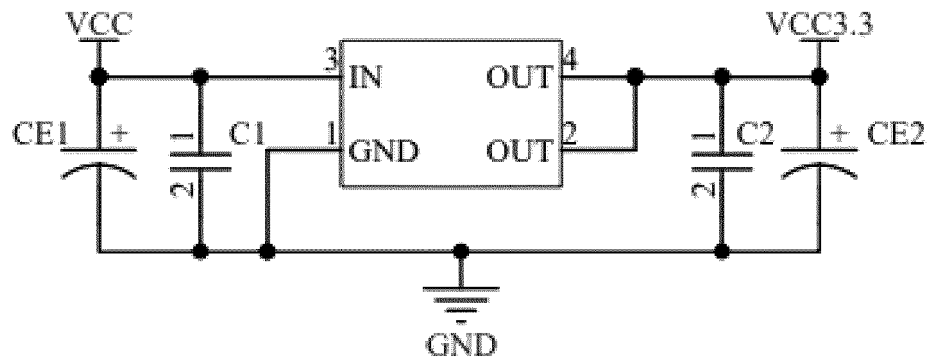 VCC
VCC3.3
3
IN
OUT
4
CE1
+
1
C1
1
GND
OUT
2
1
C2
+
CE2
2
2
GND